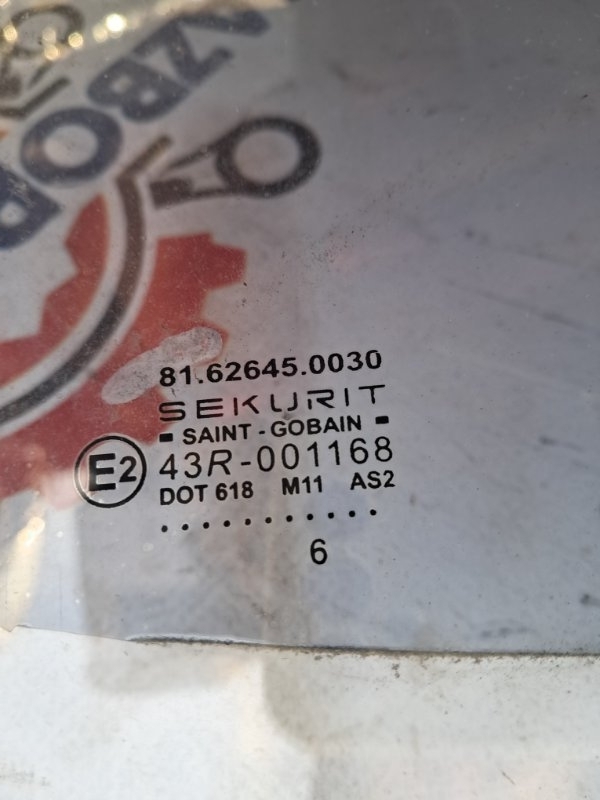 81.62645.0030
SEKURIT
- SAINT - GOBAIN -
E2 43R-001168
DOT 618 M11 AS2
. . . . . . . . . . .
6